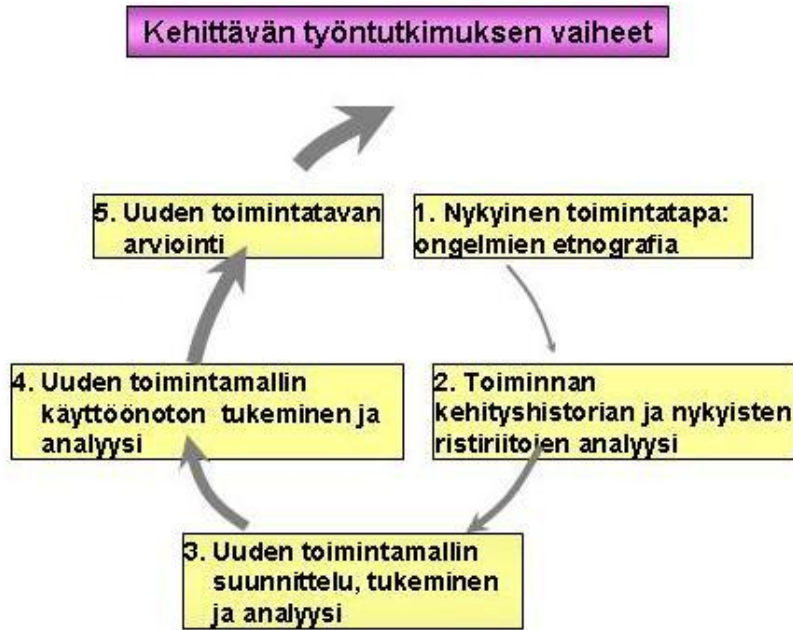 Kehittävän työntutkimuksen vaiheet
1. Nykyinen toimintatapa:
ongelmien etnografia
2. Toiminnan
kehityshistorian ja nykyisten
ristiriitojen analyysi
3. Uuden toimintamallin
suunnittelu, tukeminen
ja analyysi
4. Uuden toimintamallin
käyttöönoton tukeminen ja
analyysi
5. Uuden toimintatavan
arviointi